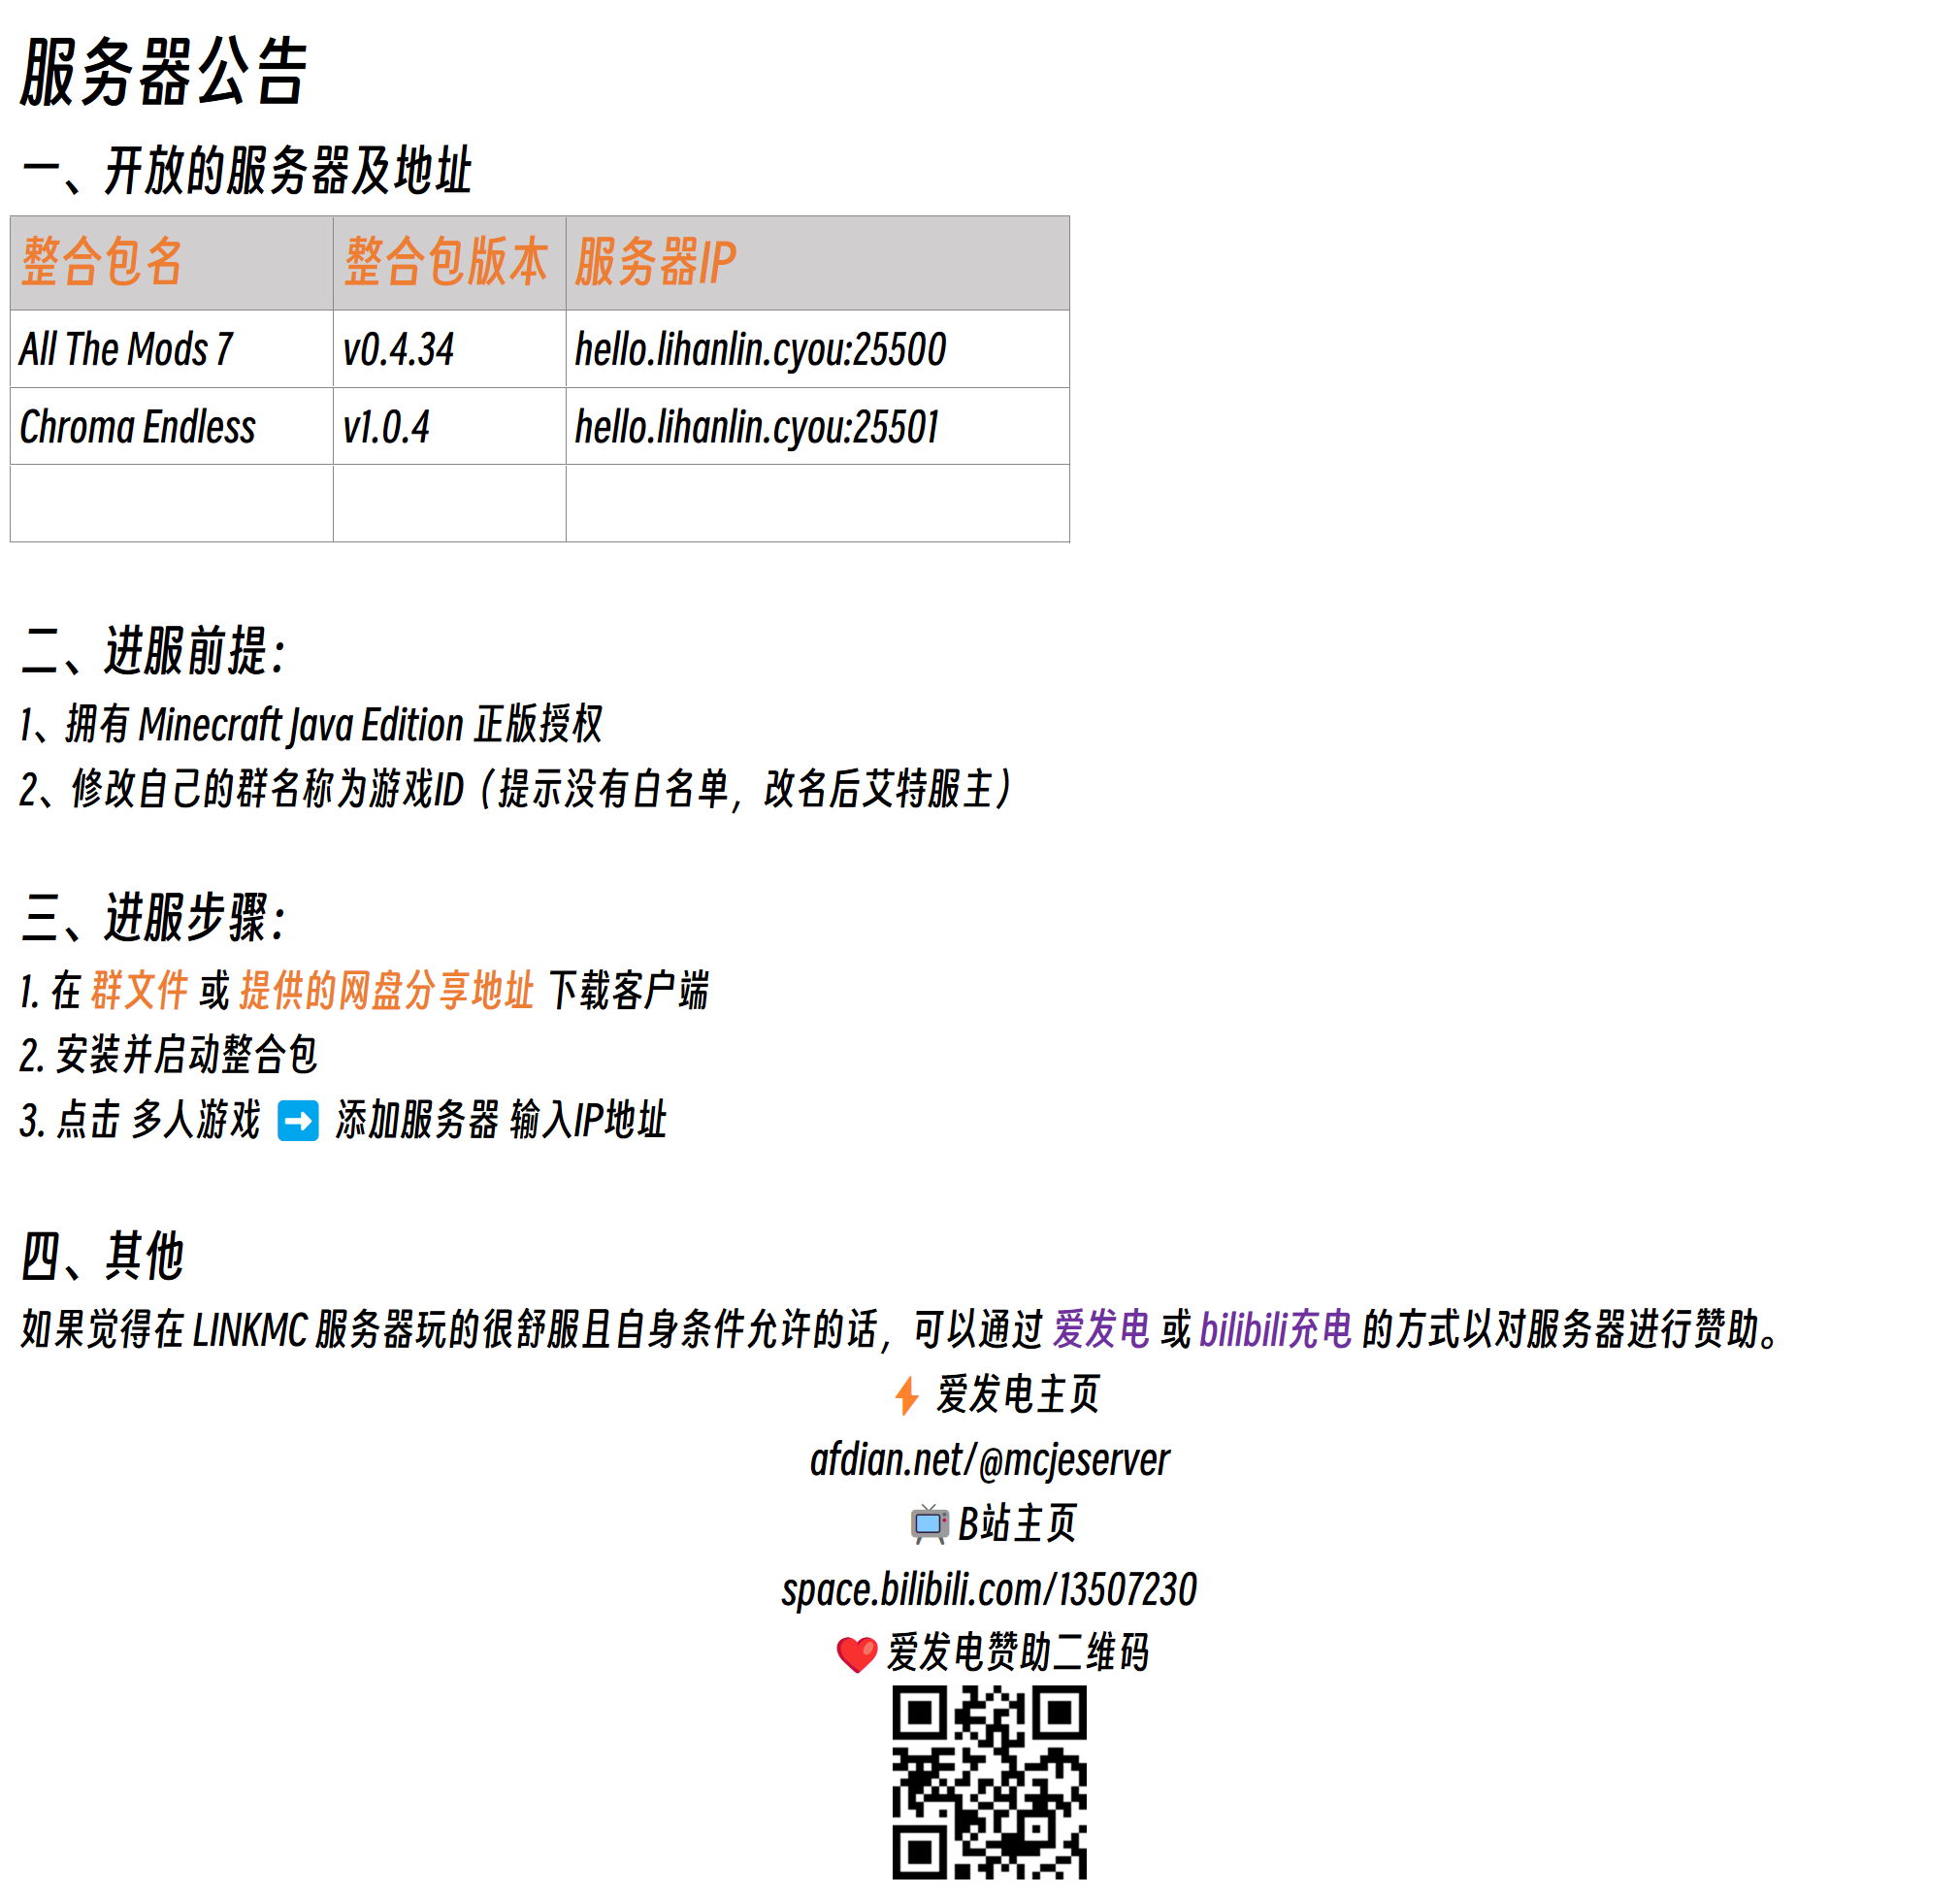 服务器公告
一、开放的服务器及地址
整合包名 整合包版本 服务器IP
All The Mods 7 v0.4.34 hello.lihanlin.cyou:25500
Chroma Endless v1.0.4 hello.lihanlin.cyou:25501
二、进服前提：
1、拥有 Minecraft Java Edition 正版授权
2、修改自己的群名称为游戏ID（提示没有白名单，改名后艾特服主）
三、进服步骤：
1. 在 群文件 或 提供的网盘分享地址 下载客户端
2. 安装并启动整合包
3. 点击 多人游戏 ➡️ 添加服务器 输入IP地址
四、其他
如果觉得在 LINKMC 服务器玩的很舒服且自身条件允许的话，可以通过 爱发电 或 bilibili充电 的方式以对服务器进行赞助。
⚡ 爱发电主页
afdian.net/@mcjeserver
📺 B站主页
space.bilibili.com/13507230
❤️ 爱发电赞助二维码